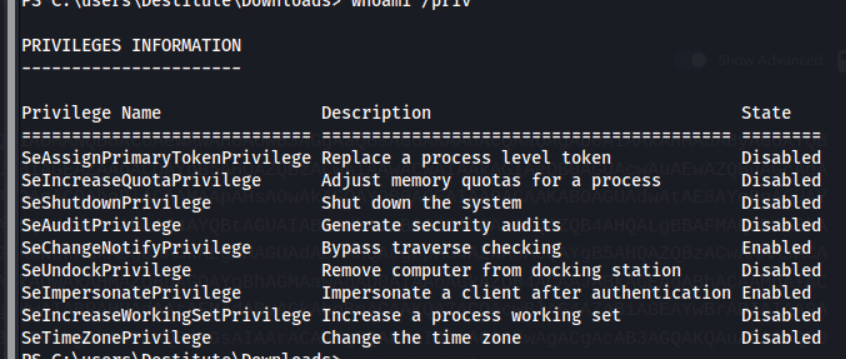 PS C:\users\Destitute\Downloads> whoami /priv
PRIVILEGES INFORMATION
----------------------
Show Advanced
Privilege Name Description State
============================= ========================================= ========
SeAssignPrimaryTokenPrivilege Replace a process level token Disabled
SeIncreaseQuotaPrivilege Adjust memory quotas for a process Disabled
SeShutdownPrivilege Shut down the system Disabled
SeAuditPrivilege Generate security audits Disabled
SeChangeNotifyPrivilege Bypass traverse checking Enabled
SeUndockPrivilege Remove computer from docking station Disabled
SeImpersonatePrivilege Impersonate a client after authentication Enabled
SeIncreaseWorkingSetPrivilege Increase a process working set Disabled
SeTimeZonePrivilege Change the time zone Disabled
PS C:\users\Destitute\Downloads>